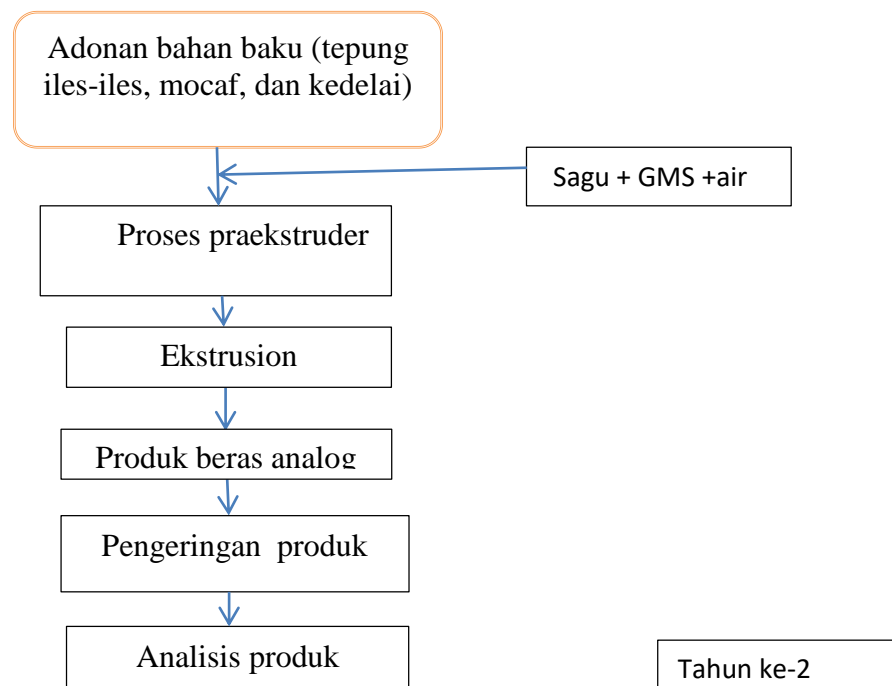 Adonan bahan baku (tepung
iles-iles, mocaf, dan kedelai)
Sagu + GMS +air
Proses praekstruder
Ekstrusion
Produk beras analog
Pengeringan produk
Analisis produk
Tahun ke-2